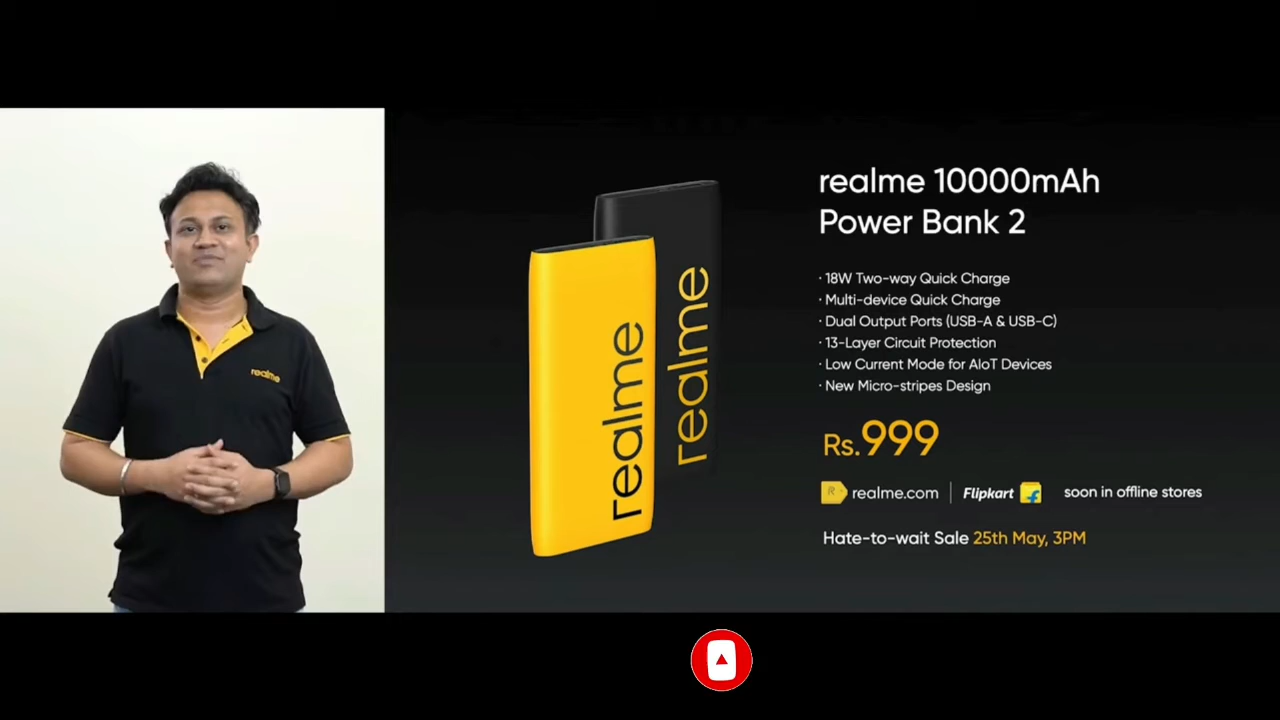 realme
realme
realme
realme 10000mAh
Power Bank 2
· 18W Two-way Quick Charge
· Multi-device Quick Charge
· Dual Output Ports (USB-A & USB-C)
· 13-Layer Circuit Protection
· Low Current Mode for AIoT Devices
· New Micro-stripes Design
Rs.999
R realme.com | Flipkart soon in offline stores
Hate-to-wait Sale 25th May, 3PM